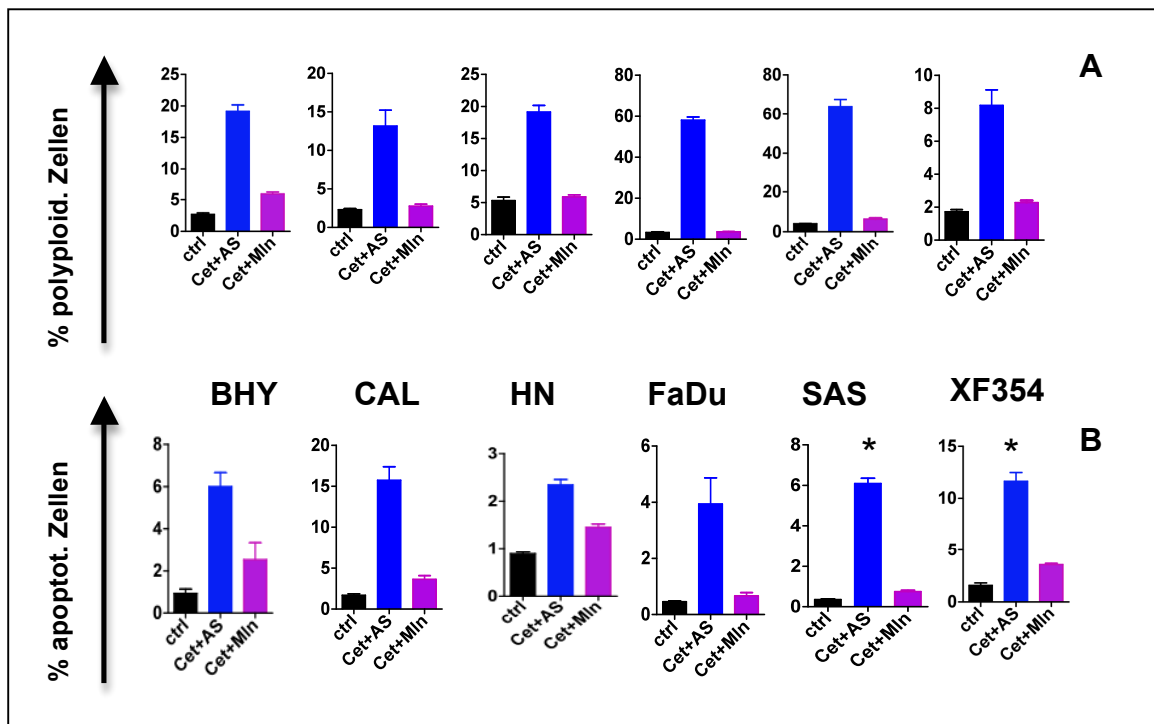 A
% polyploid. Zellen
25
20
15
10
5
0
ctrl
Cet+AS
Cet+Mln
20
15
10
5
0
ctrl
Cet+AS
Cet+Mln
25
20
15
10
5
0
ctrl
Cet+AS
Cet+Mln
80
60
40
20
0
ctrl
Cet+AS
Cet+Mln
80
60
40
20
0
ctrl
Cet+AS
Cet+Mln
10
8
6
4
2
0
ctrl
Cet+AS
Cet+Mln
BHY CAL HN FaDu SAS XF354
B
% apoptot. Zellen
8
6
4
2
0
ctrl
Cet+AS
Cet+Mln
20
15
10
5
0
ctrl
Cet+AS
Cet+Mln
3
2
1
0
ctrl
Cet+AS
Cet+Mln
6
4
2
0
ctrl
Cet+AS
Cet+Mln
8
6
4
2
0
*
ctrl
Cet+AS
Cet+Mln
15
10
5
0
*
ctrl
Cet+AS
Cet+Mln